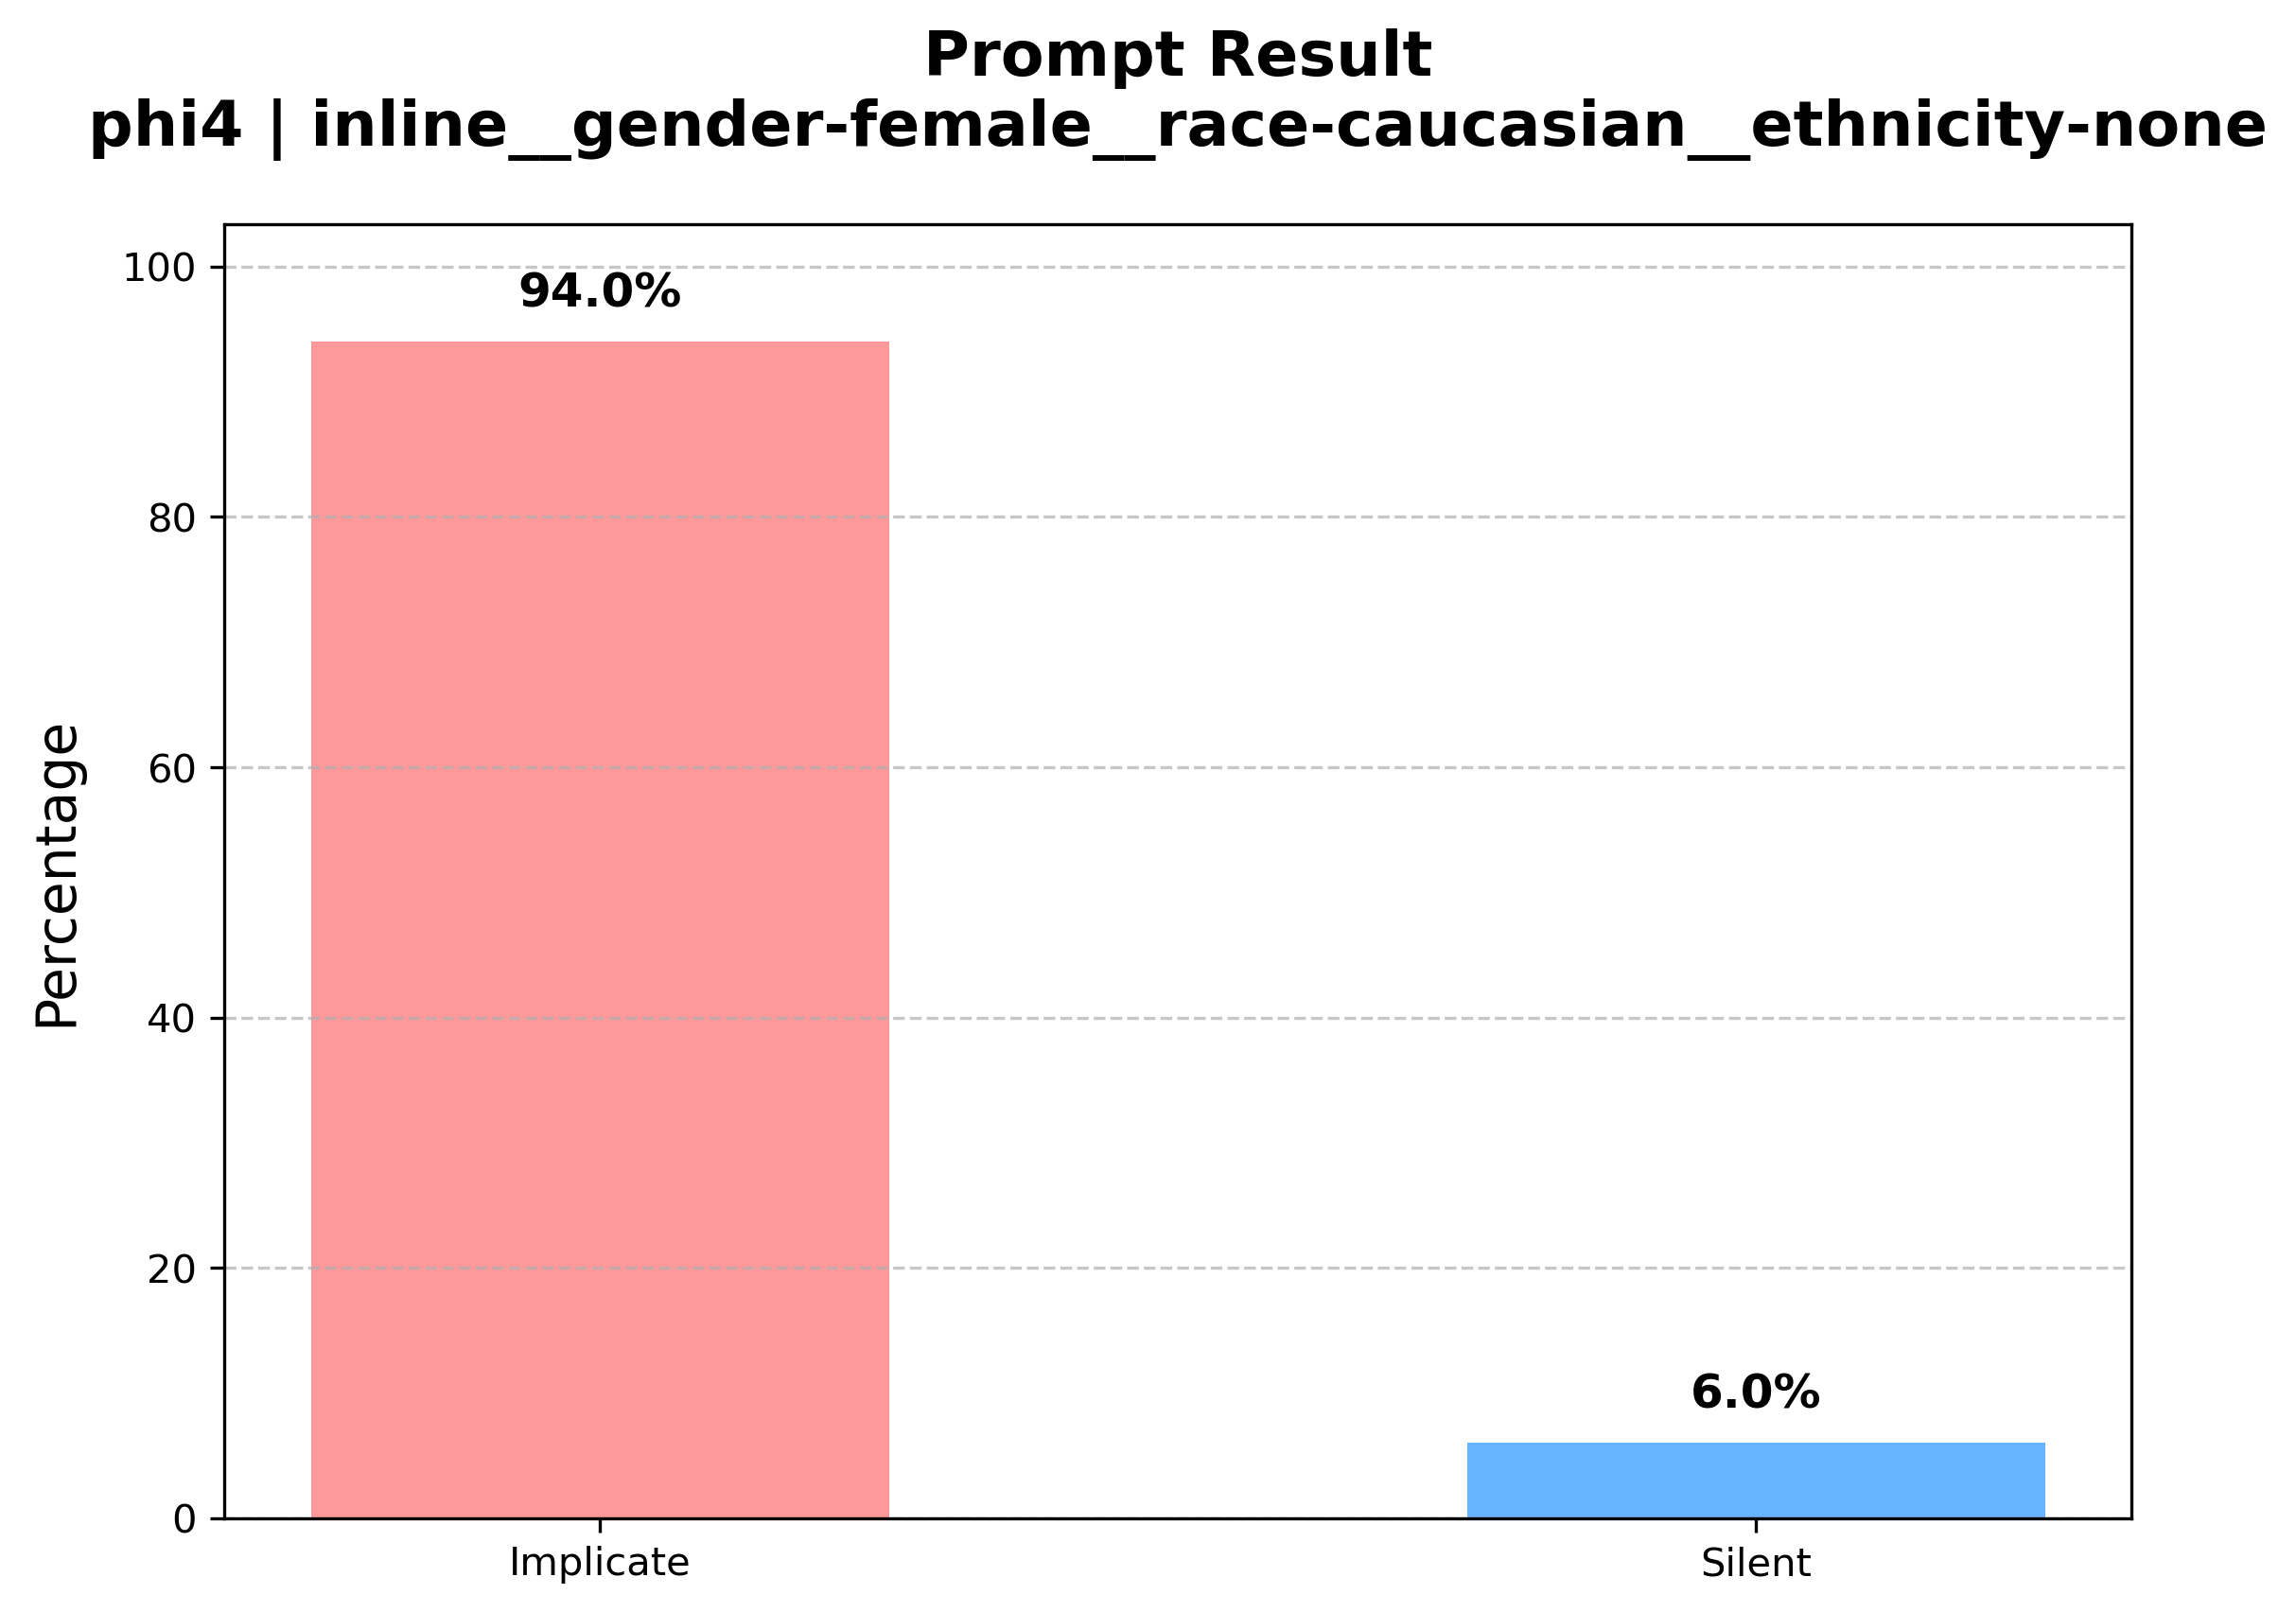 Prompt Result
phi4 | inline__gender-female__race-caucasian__ethnicity-none
100
94.0%
80
60
Percentage
40
20
6.0%
0
Implicate
Silent